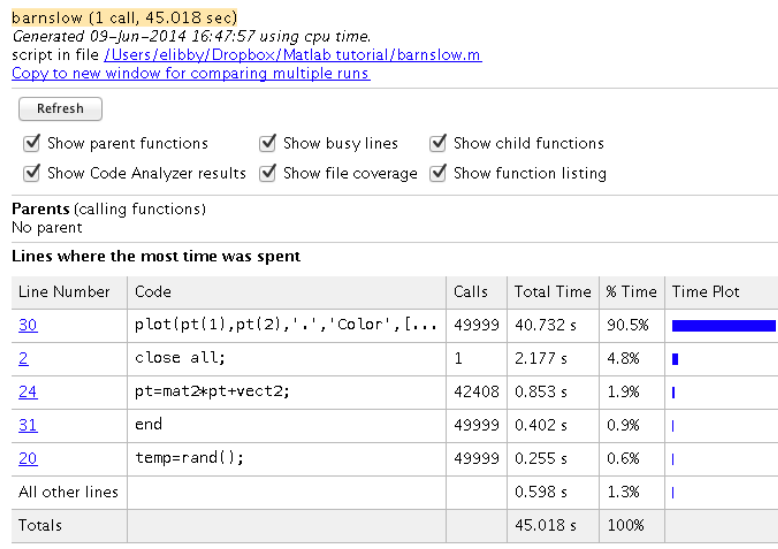 barnslow (1 call, 45.018 sec)
Generated 09-Jun-2014 16:47:57 using cpu time.
script in file /Users/elibby/Dropbox/Matlab tutorial/barnslow.m
Copy to new window for comparing multiple runs
Refresh
Show parent functions Show busy lines Show child functions
Show Code Analyzer results Show file coverage Show function listing
Parents (calling functions)
No parent
Lines where the most time was spent
Line Number Code Calls Total Time % Time Time Plot
30 plot(pt(1),pt(2),'.','Color',[... 49999 40.732 s 90.5%
2 close all; 1 2.177 s 4.8%
24 pt=mat2*pt+vect2; 42408 0.853 s 1.9%
31 end 49999 0.402 s 0.9%
20 temp=rand(); 49999 0.255 s 0.6%
All other lines 0.598 s 1.3%
Totals 45.018 s 100%